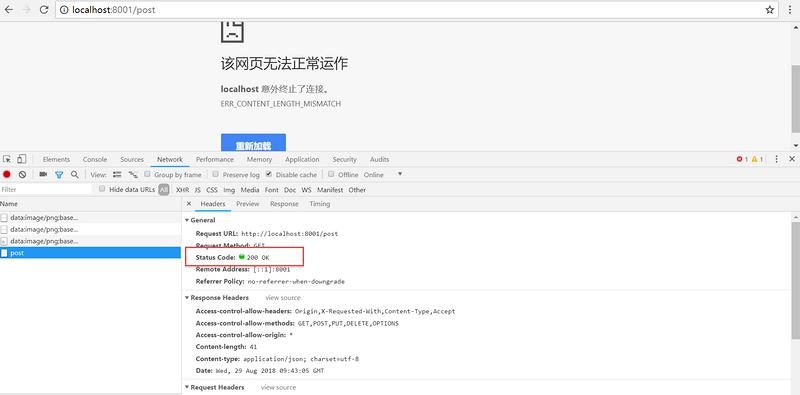 localhost:8001/post
该网页无法正常运作
localhost 意外终止了连接。
ERR_CONTENT_LENGTH_MISMATCH
重新加载
Elements Console Sources Network Performance Memory Application Security Audits 1 1
View: Group by frame Preserve log Disable cache Offline Online
Filter Hide data URLs All XHR JS CSS Img Media Font Doc WS Manifest Other
Name Headers Preview Response Timing
data:image/png;base...
data:image/png;base...
data:image/png;base...
post
General
Request URL: http://localhost:8001/post
Request Method: GET
Status Code: 200 OK
Remote Address: [::1]:8001
Referrer Policy: no-referrer-when-downgrade
Response Headers view source
Access-control-allow-headers: Origin,X-Requested-With,Content-Type,Accept
Access-control-allow-methods: GET,POST,PUT,DELETE,OPTIONS
Access-control-allow-origin: *
Content-length: 41
Content-type: application/json; charset=utf-8
Date: Wed, 29 Aug 2018 09:43:05 GMT
Request Headers view source